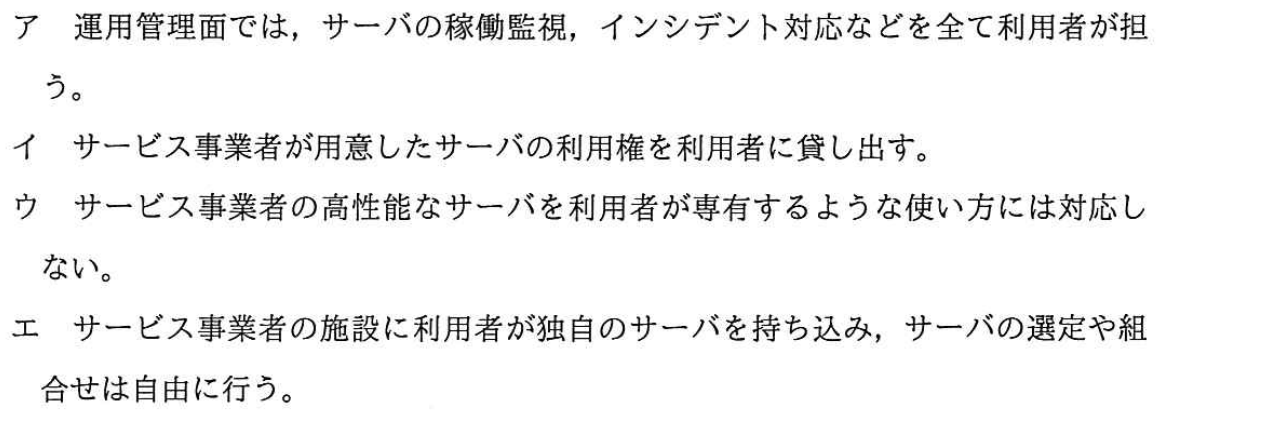 ア 運用管理面では，サーバの稼働監視，インシデント対応などを全て利用者が担
う。
イ サービス事業者が用意したサーバの利用権を利用者に貸し出す。
ウ サービス事業者の高性能なサーバを利用者が専有するような使い方には対応し
ない。
エ サービス事業者の施設に利用者が独自のサーバを持ち込み，サーバの選定や組
合せは自由に行う。